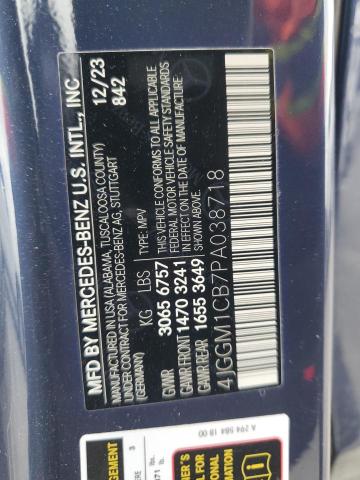 MFD BY MERCEDES-BENZ U.S. INTL., INC
MANUFACTURED IN USA (ALABAMA, TUSCALOOSA COUNTY)
UNDER CONTRACT FOR MERCEDES-BENZ AG, STUTTGART
(GERMANY)
12/23
842
KG LBS TYPE: MPV
GVWR 3065 6757
GAWR FRONT 1470 3241
GAWR REAR 1655 3649
THIS VEHICLE CONFORMS TO ALL APPLICABLE
FEDERAL MOTOR VEHICLE SAFETY STANDARDS
IN EFFECT ON THE DATE OF
MANUFACTURE SHOWN ABOVE
4JGGM1CB7PA038718
A 294 584 18 00
3
lbs.